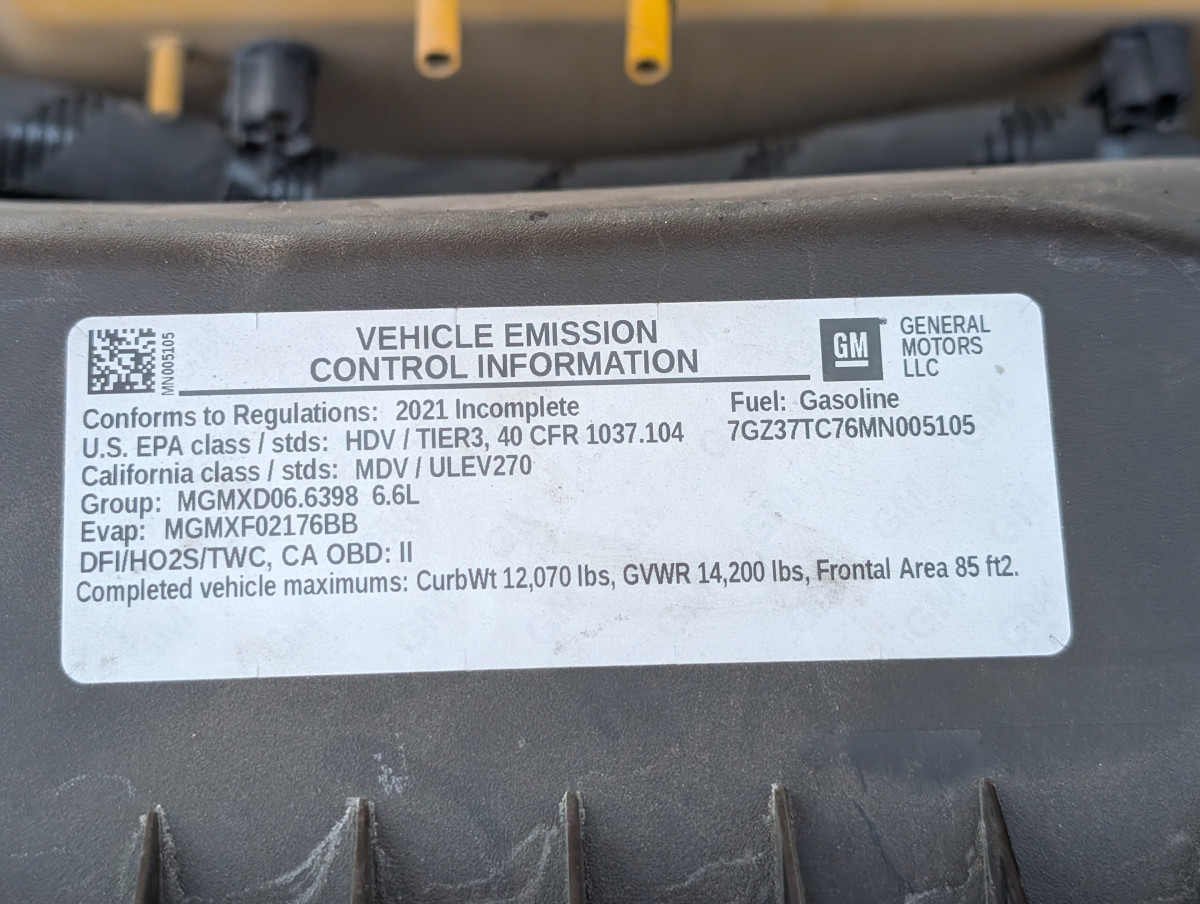 MN005105
VEHICLE EMISSION
CONTROL INFORMATION
GM
GENERAL
MOTORS
LLC
Conforms to Regulations: 2021 Incomplete
Fuel: Gasoline
U.S. EPA class / stds: HDV / TIER3, 40 CFR 1037.104
7GZ37TC76MN005105
California class / stds: MDV / ULEV270
Group: MGMXD06.6398 6.6L
Evap: MGMXF02176BB
DFI/HO2S/TWC, CA OBD: II
Completed vehicle maximums: CurbWt 12,070 lbs, GVWR 14,200 lbs, Frontal Area 85 ft2.